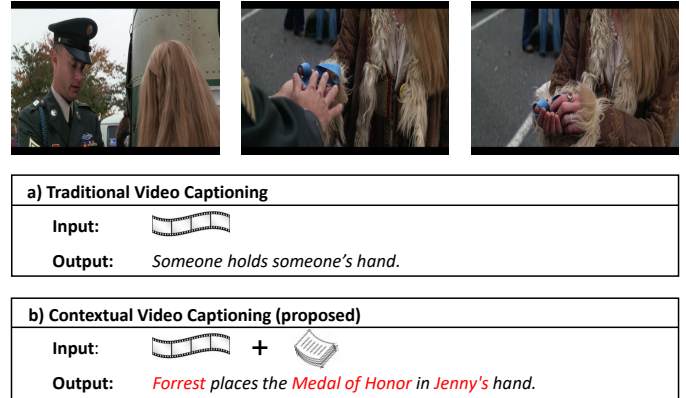 a) Traditional Video Captioning
Input:
Output: Someone holds someone's hand.
b) Contextual Video Captioning (proposed)
Input: +
Output: Forrest places the Medal of Honor in Jenny's hand.